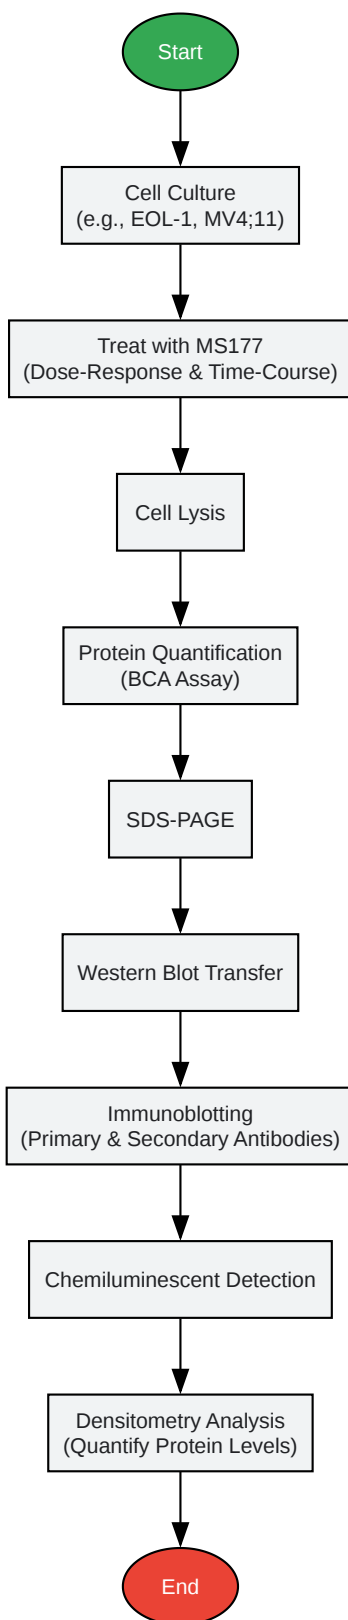 Start
Cell Culture
(e.g., EOL-1, MV4;11)
Treat with MS177
(Dose-Response & Time-Course)
Cell Lysis
Protein Quantification
(BCA Assay)
SDS-PAGE
Western Blot Transfer
Immunoblotting
(Primary & Secondary Antibodies)
Chemiluminescent Detection
Densitometry Analysis
(Quantify Protein Levels)
End